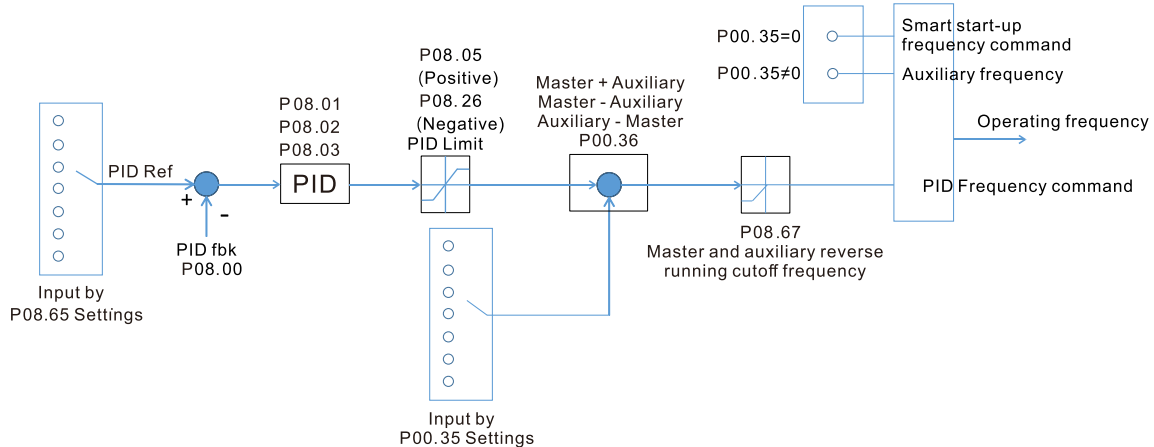 P00.35=0
P00.35≠0
Smart start-up
frequency command
Auxiliary frequency
Operating frequency
PID Frequency command
P08.05
(Positive)
P08.26
(Negative)
PID Limit
Master + Auxiliary
Master - Auxiliary
Auxiliary - Master
P00.36
P08.01
P08.02
P08.03
PID
PID Ref
+
-
PID fbk
P08.00
Input by
P08.65 Settings
P08.67
Master and auxiliary reverse
running cutoff frequency
Input by
P00.35 Settings